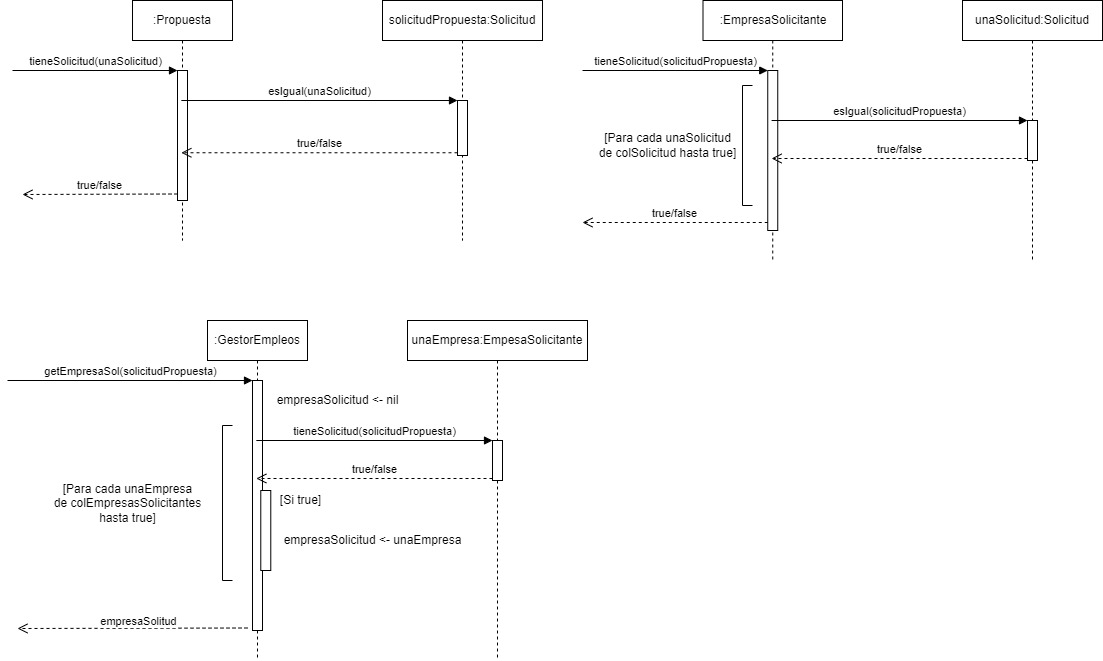 :Propuesta
solicitudPropuesta:Solicitud
tieneSolicitud(unaSolicitud)
esIgual(unaSolicitud)
true/false
true/false
:EmpresaSolicitante
unaSolicitud:Solicitud
tieneSolicitud(solicitudPropuesta)
esIgual(solicitudPropuesta)
[Para cada unaSolicitud
de colSolicitud hasta true]
true/false
true/false
:GestorEmpleos
unaEmpresa:EmpesaSolicitante
getEmpresaSol(solicitudPropuesta)
empresaSolicitud <- nil
tieneSolicitud(solicitudPropuesta)
true/false
[Para cada unaEmpresa
de colEmpresasSolicitantes
hasta true]
[Si true]
empresaSolicitud <- unaEmpresa
empresaSolitud